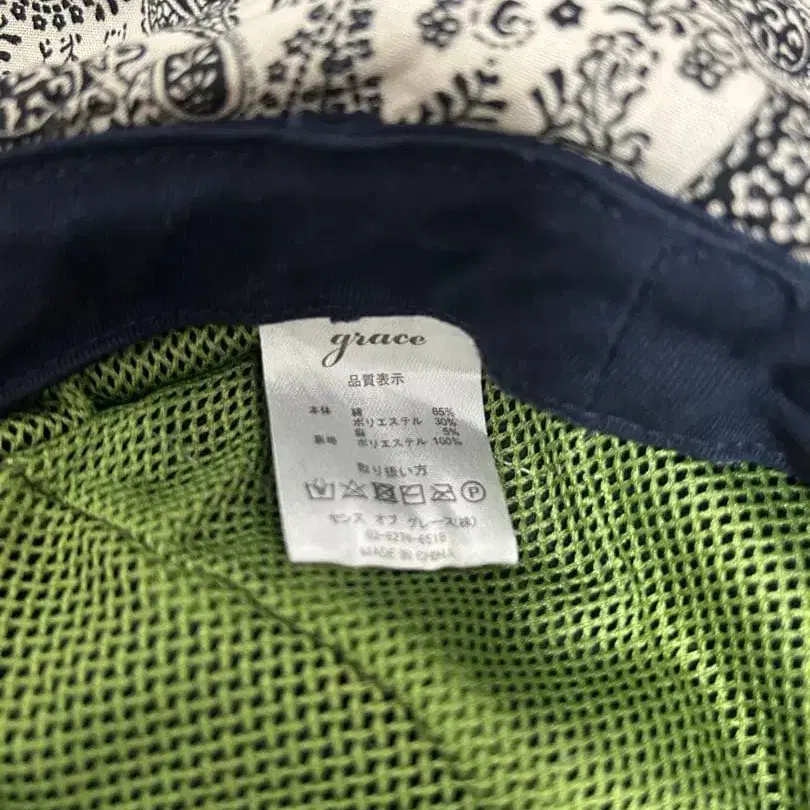 grace
品質表示
本体 綿 65%
ポリエステル 30%
麻 5%
裏地 ポリエステル 100%
取り扱い方
P
センス オブ グレース(株)
MADE IN CHINA